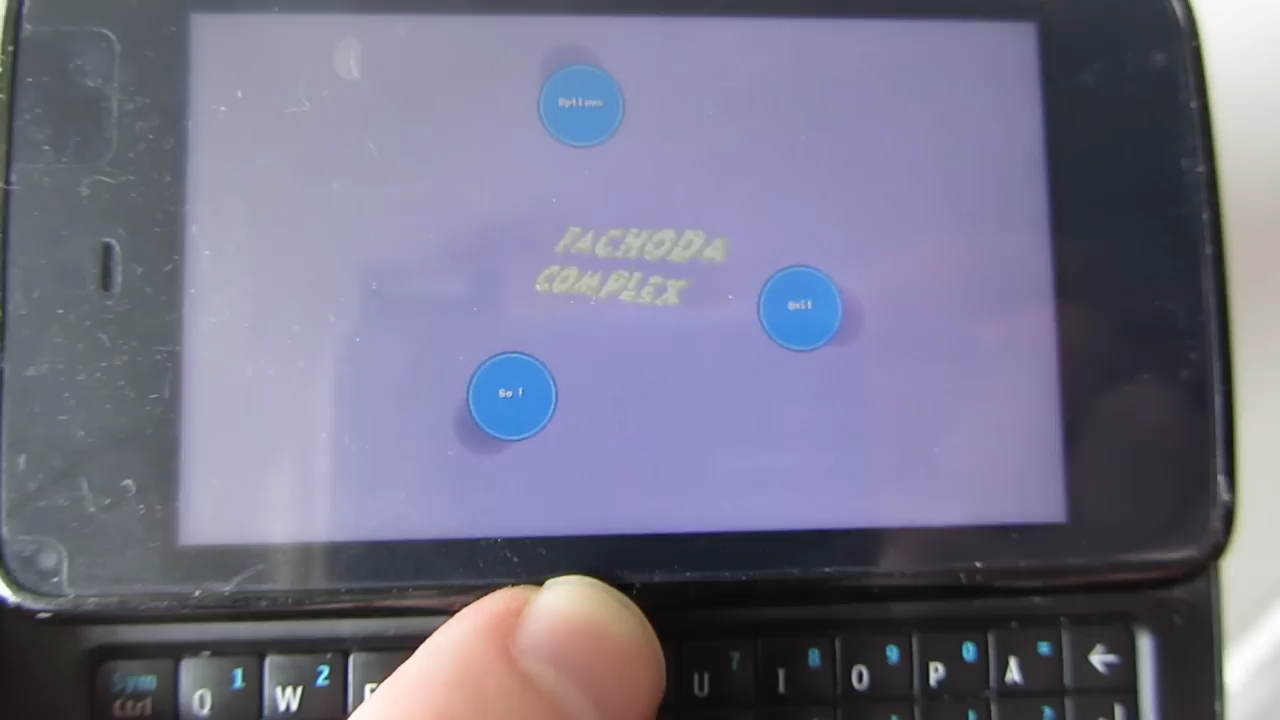 Options
FACHODA
COMPLEX
Quit
Go !
1 2 7 8 9 0 =
Sym
Ctrl Q W U I O P Å ←